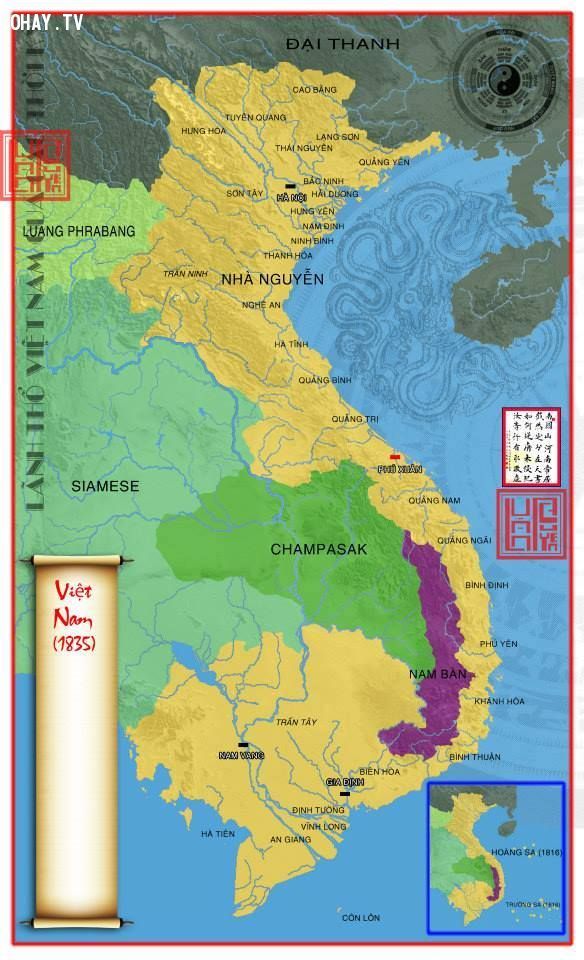 OHAY.TV
ĐẠI THANH
CAO BẰNG
TUYÊN QUANG
HƯNG HÓA
LẠNG SƠN
THÁI NGUYÊN
QUẢNG YÊN
BẮC NINH
SƠN TÂY
HẢI DƯƠNG
HÀ NỘI
HƯNG YÊN
LUANG PHRABANG
NAM ĐỊNH
NINH BÌNH
THANH HÓA
TRẤN NINH
NHÀ NGUYỄN
NGHỆ AN
HÀ TĨNH
QUẢNG BÌNH
QUẢNG TRỊ
LÃNH THỔ VIỆT NAM
PHÚ XUÂN
SIAMESE
QUẢNG NAM
QUẢNG NGÃI
CHAMPASAK
BÌNH ĐỊNH
Việt
Nam
(1835)
PHÚ YÊN
NAM BÀN
KHÁNH HÒA
TRẤN TÂY
NAM VANG
BÌNH THUẬN
BIÊN HÒA
GIA ĐỊNH
ĐỊNH TƯỜNG
VĨNH LONG
HÀ TIÊN
AN GIANG
CÔN LÔN
HOÀNG SA (1816)
TRƯỜNG SA (1816)